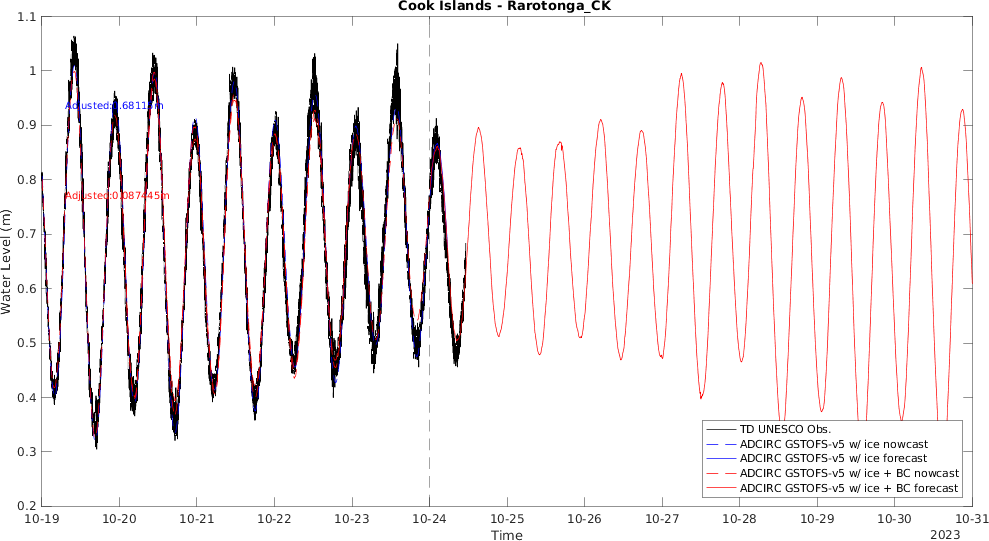 Cook Islands - Rarotonga_CK
1.1
1
0.9
0.8
0.7
0.6
0.5
0.4
0.3
0.2
Water Level (m)
Adjusted:0.087445m
TD UNESCO Obs.
ADCIRC GSTOFS-v5 w/ ice nowcast
ADCIRC GSTOFS-v5 w/ ice forecast
ADCIRC GSTOFS-v5 w/ ice + BC nowcast
ADCIRC GSTOFS-v5 w/ ice + BC forecast
10-19 10-20 10-21 10-22 10-23 10-24 10-25 10-26 10-27 10-28 10-29 10-30 10-31
Time
2023